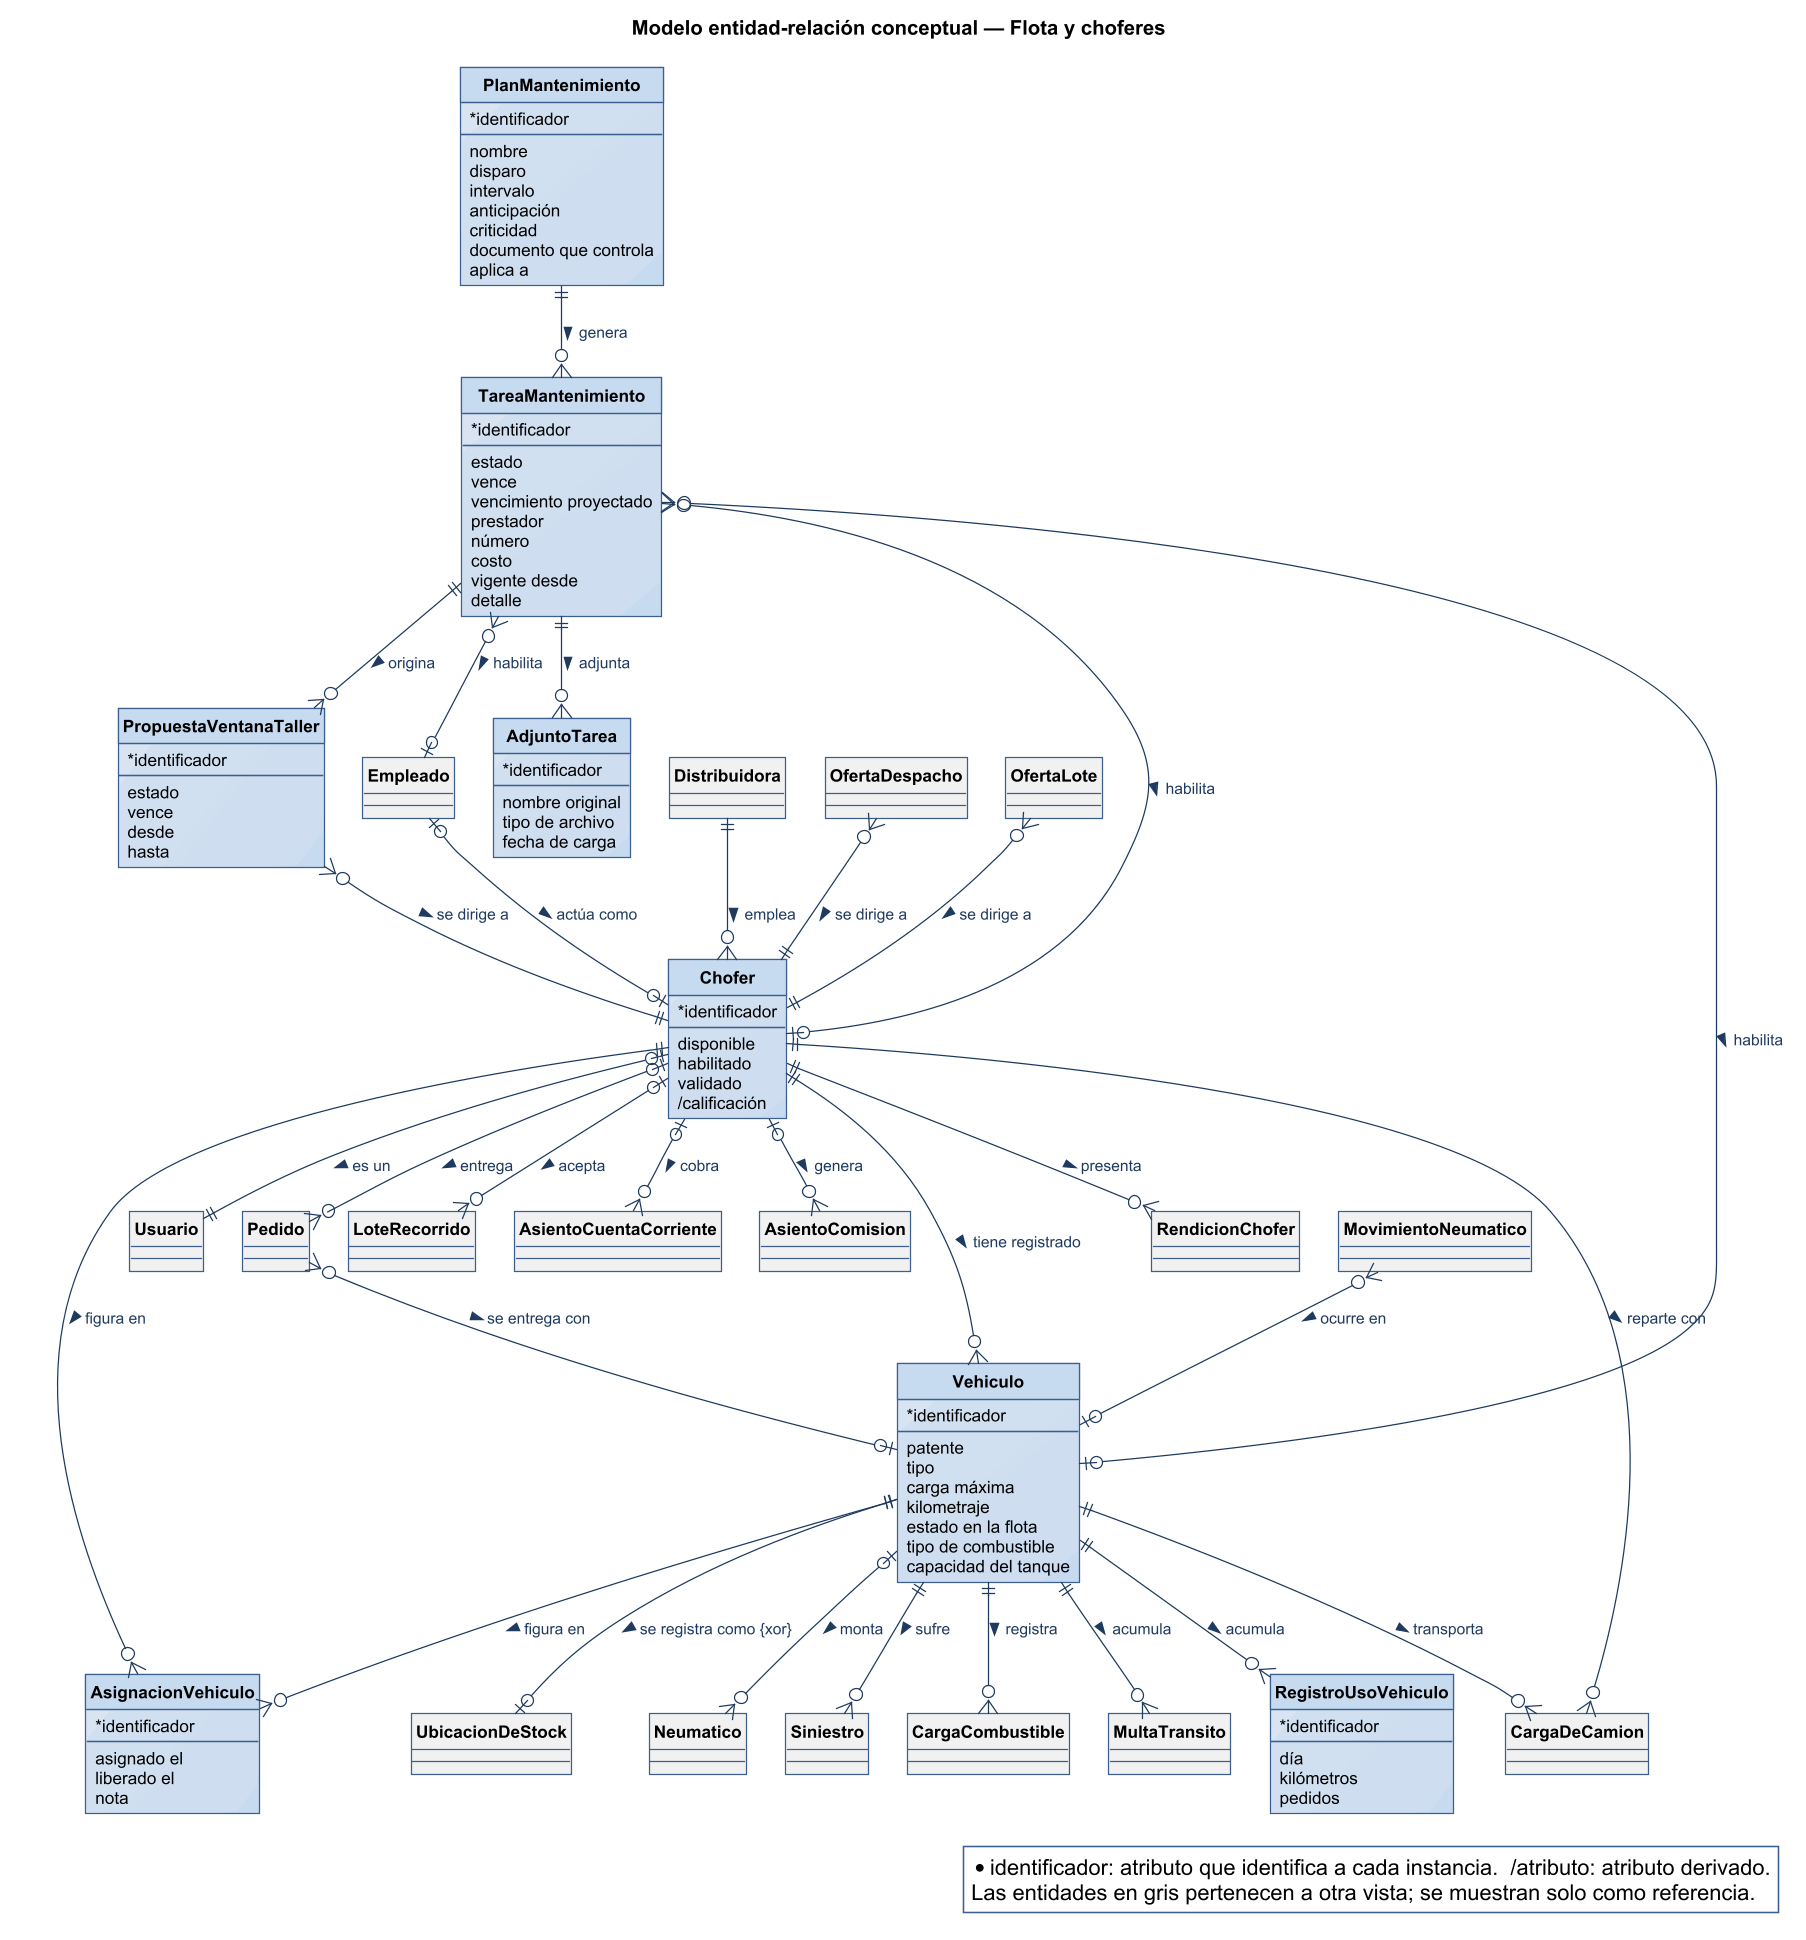 Modelo entidad-relación conceptual — Flota y choferes
PlanMantenimiento
*identificador
nombre
disparo
intervalo
anticipación
criticidad
documento que controla
aplica a
genera
TareaMantenimiento
*identificador
estado
vence
vencimiento proyectado
prestador
número
costo
vigente desde
detalle
origina
habilita
adjunta
PropuestaVentanaTaller
*identificador
estado
vence
desde
hasta
Empleado
AdjuntoTarea
*identificador
nombre original
tipo de archivo
fecha de carga
Distribuidora
OfertaDespacho
OfertaLote
habilita
se dirige a
actúa como
emplea
se dirige a
se dirige a
Chofer
*identificador
disponible
habilitado
validado
/calificación
habilita
es un
entrega
acepta
cobra
genera
presenta
Usuario
Pedido
LoteRecorrido
AsientoCuentaCorriente
AsientoComision
tiene registrado
RendicionChofer
MovimientoNeumatico
figura en
se entrega con
ocurre en
reparte con
Vehiculo
*identificador
patente
tipo
carga máxima
kilometraje
estado en la flota
tipo de combustible
capacidad del tanque
figura en
se registra como {xor}
monta
sufre
registra
acumula
acumula
transporta
AsignacionVehiculo
*identificador
asignado el
liberado el
nota
UbicacionDeStock
Neumatico
Siniestro
CargaCombustible
MultaTransito
RegistroUsoVehiculo
*identificador
día
kilómetros
pedidos
CargaDeCamion
• identificador: atributo que identifica a cada instancia.  /atributo: atributo derivado.
Las entidades en gris pertenecen a otra vista; se muestran solo como referencia.